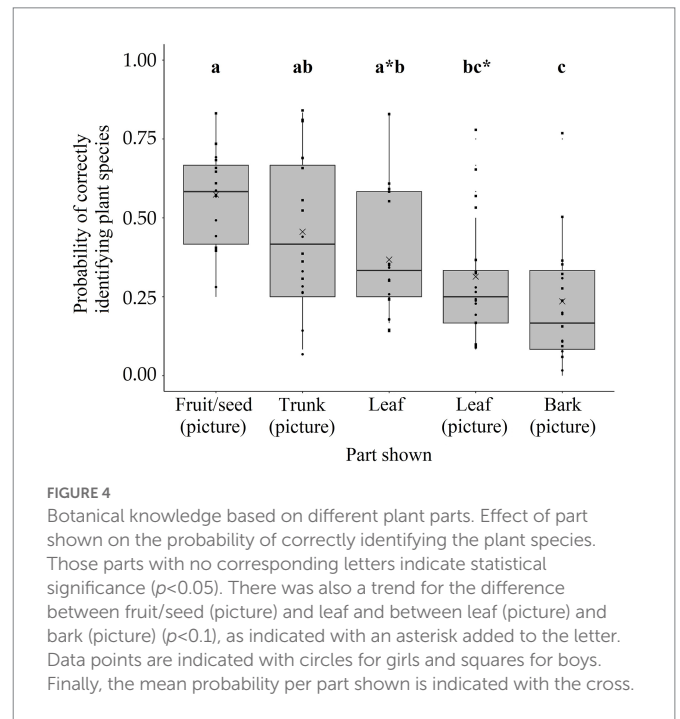 1.00
a
ab
a*b
bc*
c
0.75
0.50
0.25
0.00
Probability of correctly
identifying plant species
Fruit/seed
(picture)
Trunk
(picture)
Leaf
Leaf
(picture)
Bark
(picture)
Part shown
FIGURE 4
Botanical knowledge based on different plant parts. Effect of part
shown on the probability of correctly identifying the plant species.
Those parts with no corresponding letters indicate statistical
significance (p<0.05). There was also a trend for the difference
between fruit/seed (picture) and leaf and between leaf (picture) and
bark (picture) (p<0.1), as indicated with an asterisk added to the letter.
Data points are indicated with circles for girls and squares for boys.
Finally, the mean probability per part shown is indicated with the cross.